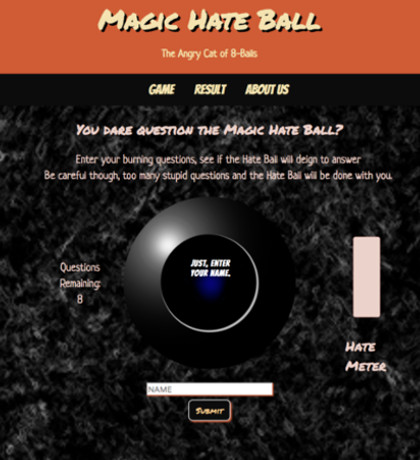 Magic Hate Ball
The Angry Cat of 8-Balls
GAME RESULT ABOUT US
You dare question the Magic Hate Ball?
Enter your burning questions, see if the Hate Ball will deign to answer
Be careful though, too many stupid questions and the Hate Ball will be done with you.
JUST, ENTER
YOUR NAME.
Questions
Remaining:
8
Hate
Meter
NAME
Submit